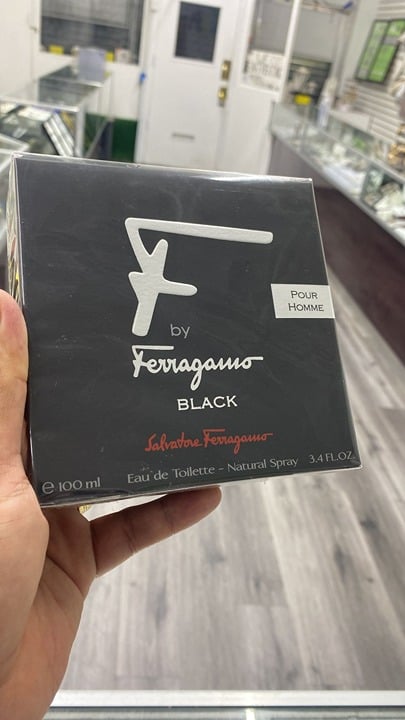 F
by
Ferragamo
BLACK
POUR
HOMME
Salvatore Ferragamo
e 100 ml Eau de Toilette – Natural Spray 3.4 FL.OZ.